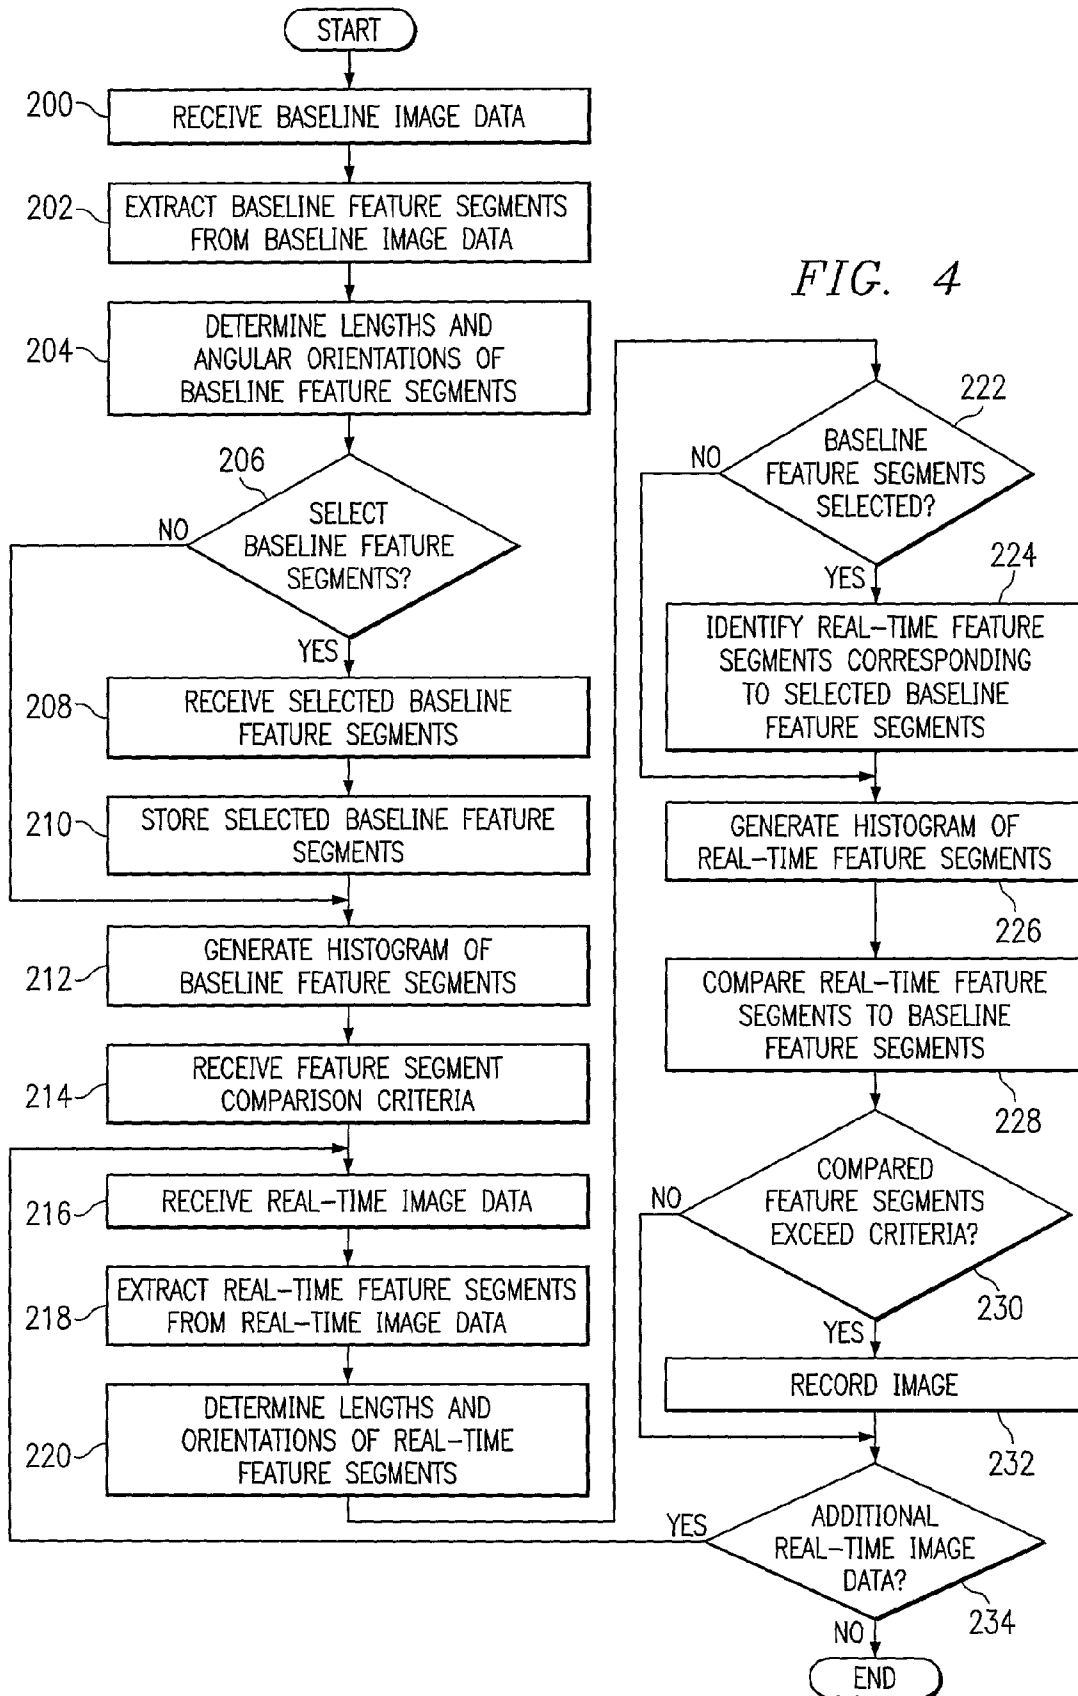 START
200
RECEIVE BASELINE IMAGE DATA
202
EXTRACT BASELINE FEATURE SEGMENTS
FROM BASELINE IMAGE DATA
204
DETERMINE LENGTHS AND
ANGULAR ORIENTATIONS OF
BASELINE FEATURE SEGMENTS
206
SELECT
BASELINE FEATURE
SEGMENTS?
NO
YES
208
RECEIVE SELECTED BASELINE
FEATURE SEGMENTS
210
STORE SELECTED BASELINE FEATURE
SEGMENTS
212
GENERATE HISTOGRAM OF
BASELINE FEATURE SEGMENTS
214
RECEIVE FEATURE SEGMENT
COMPARISON CRITERIA
216
RECEIVE REAL-TIME IMAGE DATA
218
EXTRACT REAL-TIME FEATURE SEGMENTS
FROM REAL-TIME IMAGE DATA
220
DETERMINE LENGTHS AND
ORIENTATIONS OF REAL-TIME
FEATURE SEGMENTS
FIG. 4
222
BASELINE
FEATURE SEGMENTS
SELECTED?
NO
YES
224
IDENTIFY REAL-TIME FEATURE
SEGMENTS CORRESPONDING
TO SELECTED BASELINE
FEATURE SEGMENTS
GENERATE HISTOGRAM OF
REAL-TIME FEATURE SEGMENTS
226
COMPARE REAL-TIME FEATURE
SEGMENTS TO BASELINE
FEATURE SEGMENTS
228
COMPARED
FEATURE SEGMENTS
EXCEED CRITERIA?
NO
230
YES
RECORD IMAGE
232
ADDITIONAL
REAL-TIME IMAGE
DATA?
YES
234
NO
END